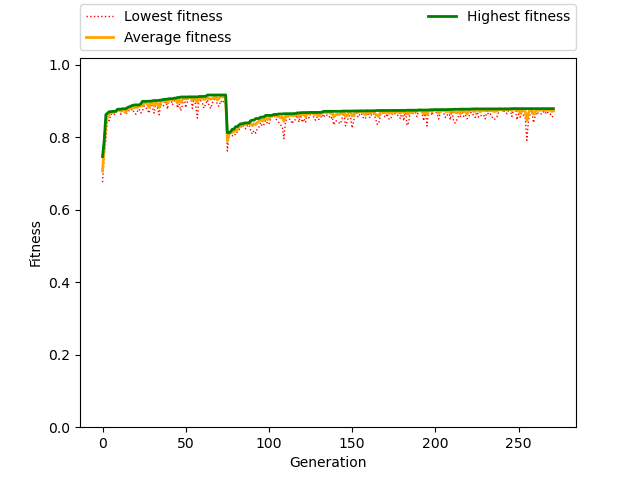 Lowest fitness
Average fitness
Highest fitness
1.0
0.8
0.6
0.4
0.2
0.0
Fitness
0 50 100 150 200 250
Generation